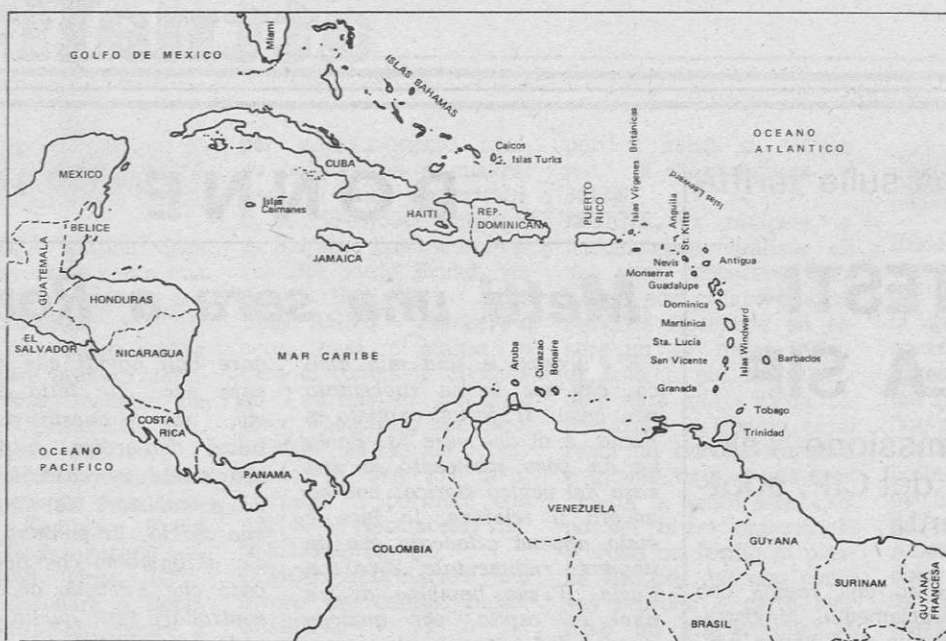 GOLFO DE MEXICO
Miami
ISLAS BAHAMAS
OCEANO
ATLANTICO
Caicos
Islas Turks
CUBA
MEXICO
Islas
Caimanes
Islas Vírgenes Británicas
Islas Leeward
Anguila
St. Kitts
BELICE
GUATEMALA
HAITI
REP.
DOMINICANA
PUERTO
RICO
JAMAICA
Nevis
Antigua
Monserrat
Guadalupe
HONDURAS
Dominica
EL
SALVADOR
Martinica
NICARAGUA
MAR CARIBE
Sta. Lucía
Islas Windward
San Vicente
Barbados
Aruba
Curazao
Bonaire
Granada
COSTA
RICA
Tobago
Trinidad
OCEANO
PACIFICO
PANAMA
VENEZUELA
COLOMBIA
GUYANA
SURINAM
GUYANA
FRANCESA
BRASIL